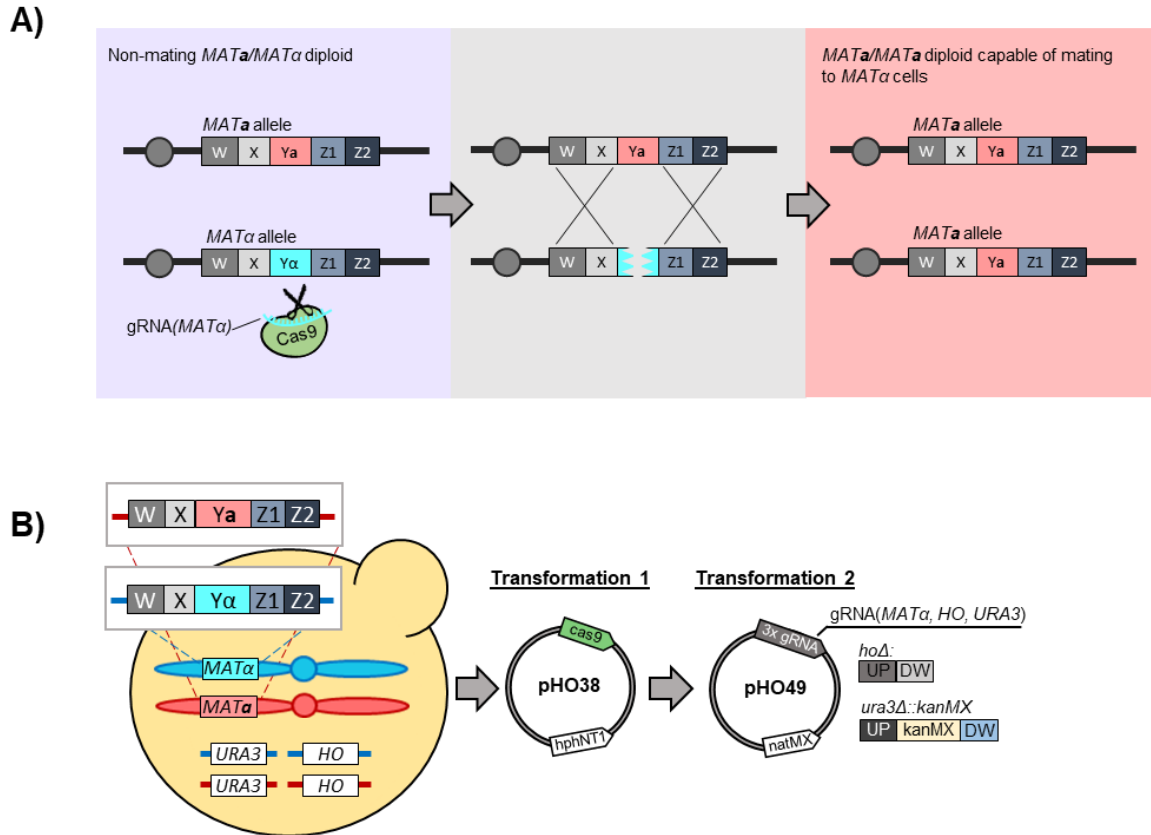 A)
Non-mating MATa/MATα diploid
MATa allele
W X Ya Z1 Z2
MATα allele
W X Yα Z1 Z2
gRNA(MATα)
Cas9
W X Ya Z1 Z2
W X Z1 Z2
MATa/MATa diploid capable of mating
to MATα cells
MATa allele
W X Ya Z1 Z2
MATa allele
W X Ya Z1 Z2
B)
W X Ya Z1 Z2
W X Yα Z1 Z2
MATα
MATa
URA3 HO
URA3 HO
Transformation 1
cas9
pHO38
hphNT1
Transformation 2
3x gRNA
pHO49
natMX
gRNA(MATα, HO, URA3)
hoΔ:
UP DW
ura3Δ::kanMX
UP kanMX DW